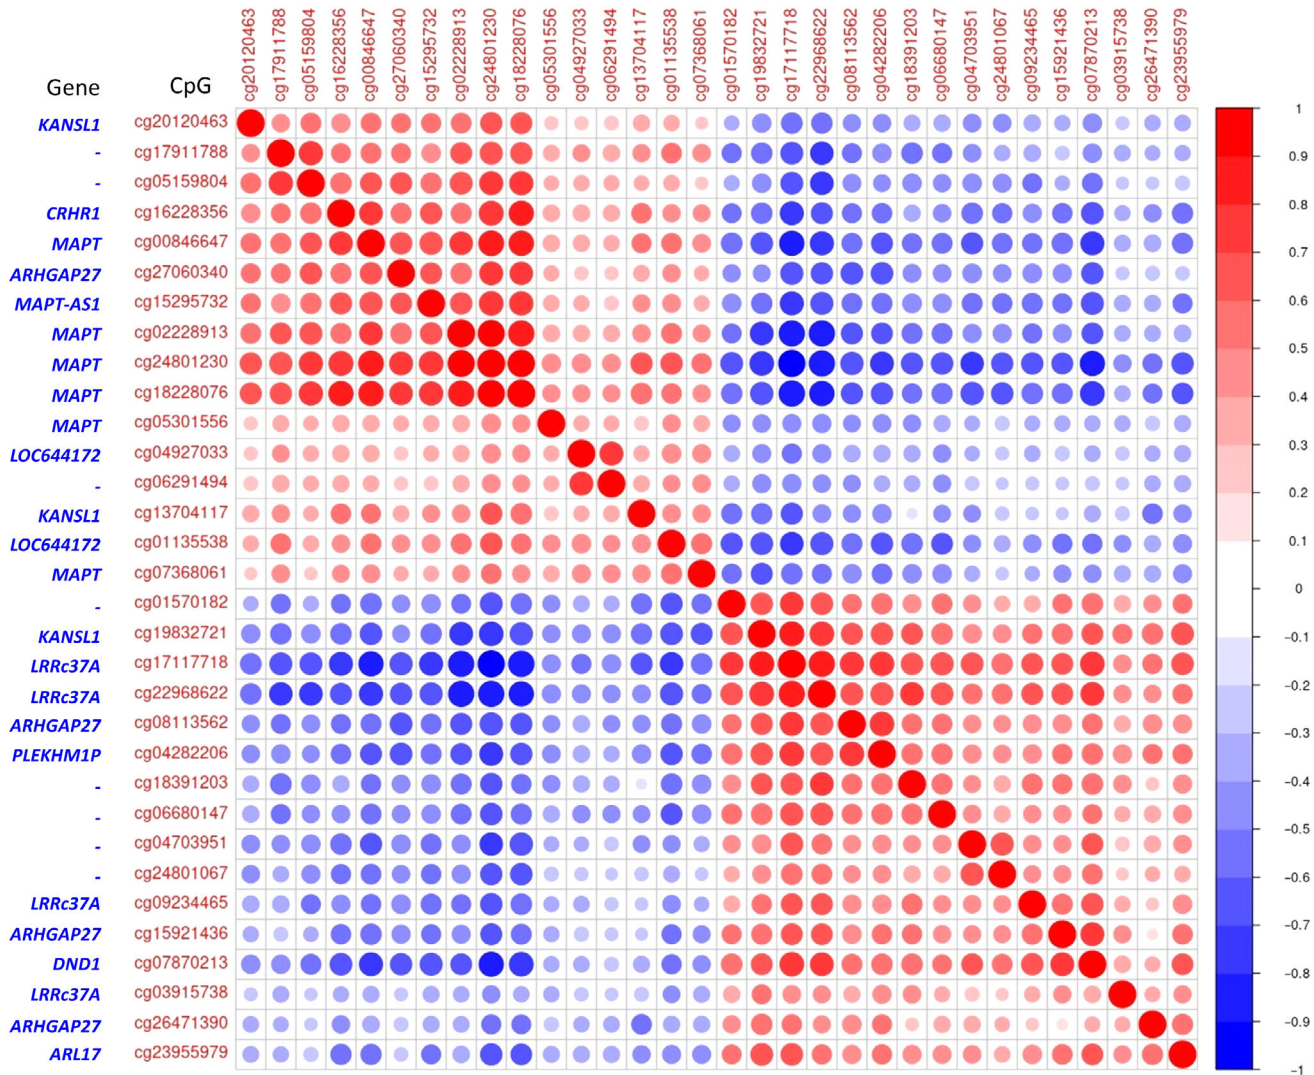 cg20120463 cg17911788 cg05159804 cg16228356 cg00846647 cg27060340 cg15295732 cg02228913 cg24801230 cg18228076 cg05301556 cg04927033 cg06291494 cg13704117 cg01135538 cg07368061 cg01570182 cg19832721 cg17117718 cg22968622 cg08113562 cg04282206 cg18391203 cg06680147 cg04703951 cg24801067 cg09234465 cg15921436 cg07870213 cg03915738 cg26471390 cg23955979
Gene CpG
KANSL1 cg20120463
- cg17911788
- cg05159804
CRHR1 cg16228356
MAPT cg00846647
ARHGAP27 cg27060340
MAPT-AS1 cg15295732
MAPT cg02228913
MAPT cg24801230
MAPT cg18228076
MAPT cg05301556
LOC644172 cg04927033
- cg06291494
KANSL1 cg13704117
LOC644172 cg01135538
MAPT cg07368061
- cg01570182
KANSL1 cg19832721
LRRc37A cg17117718
LRRc37A cg22968622
ARHGAP27 cg08113562
PLEKHM1P cg04282206
- cg18391203
- cg06680147
- cg04703951
- cg24801067
LRRc37A cg09234465
ARHGAP27 cg15921436
DND1 cg07870213
LRRc37A cg03915738
ARHGAP27 cg26471390
ARL17 cg23955979
1
0.9
0.8
0.7
0.6
0.5
0.4
0.3
0.2
0.1
0
-0.1
-0.2
-0.3
-0.4
-0.5
-0.6
-0.7
-0.8
-0.9
-1